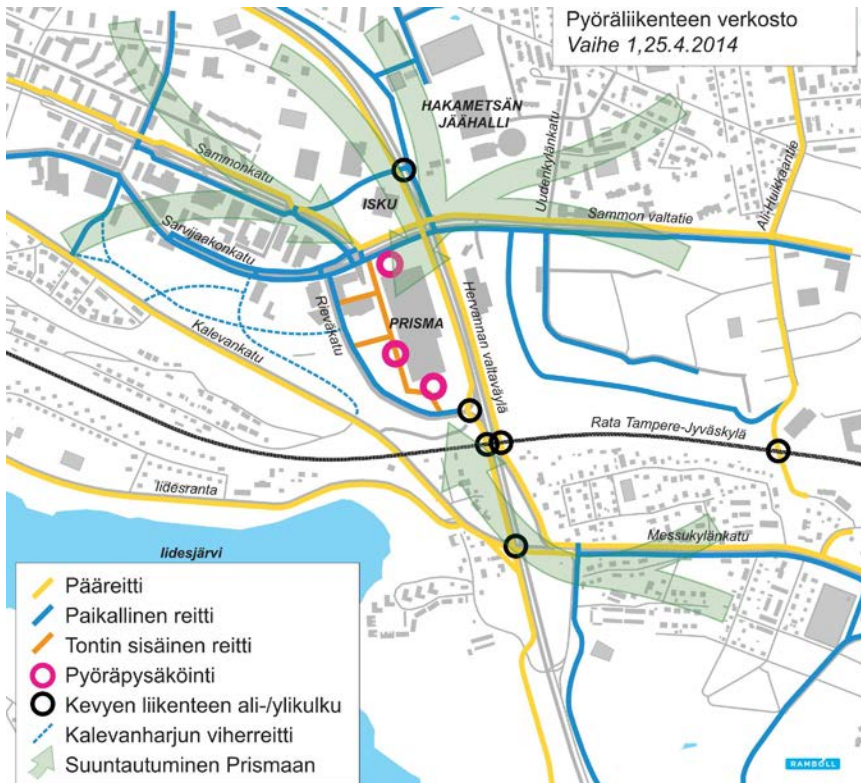 Pyöräliikenteen verkosto
Vaihe 1,25.4.2014
HAKAMETSÄN
JÄÄHALLI
Uudenkylänkatu
Ali-Huikkaantie
Sammonkatu
ISKU
Sammon valtatie
Sarvijaakonkatu
Rieväkatu
PRISMA
Hervannan valtaväylä
Kalevankatu
Rata Tampere-Jyväskylä
Iidesranta
Messukylänkatu
Iidesjärvi
Pääreitti
Paikallinen reitti
Tontin sisäinen reitti
Pyöräpysäköinti
Kevyen liikenteen ali-/ylikulku
Kalevanharjun viherreitti
Suuntautuminen Prismaan
RAMBOLL